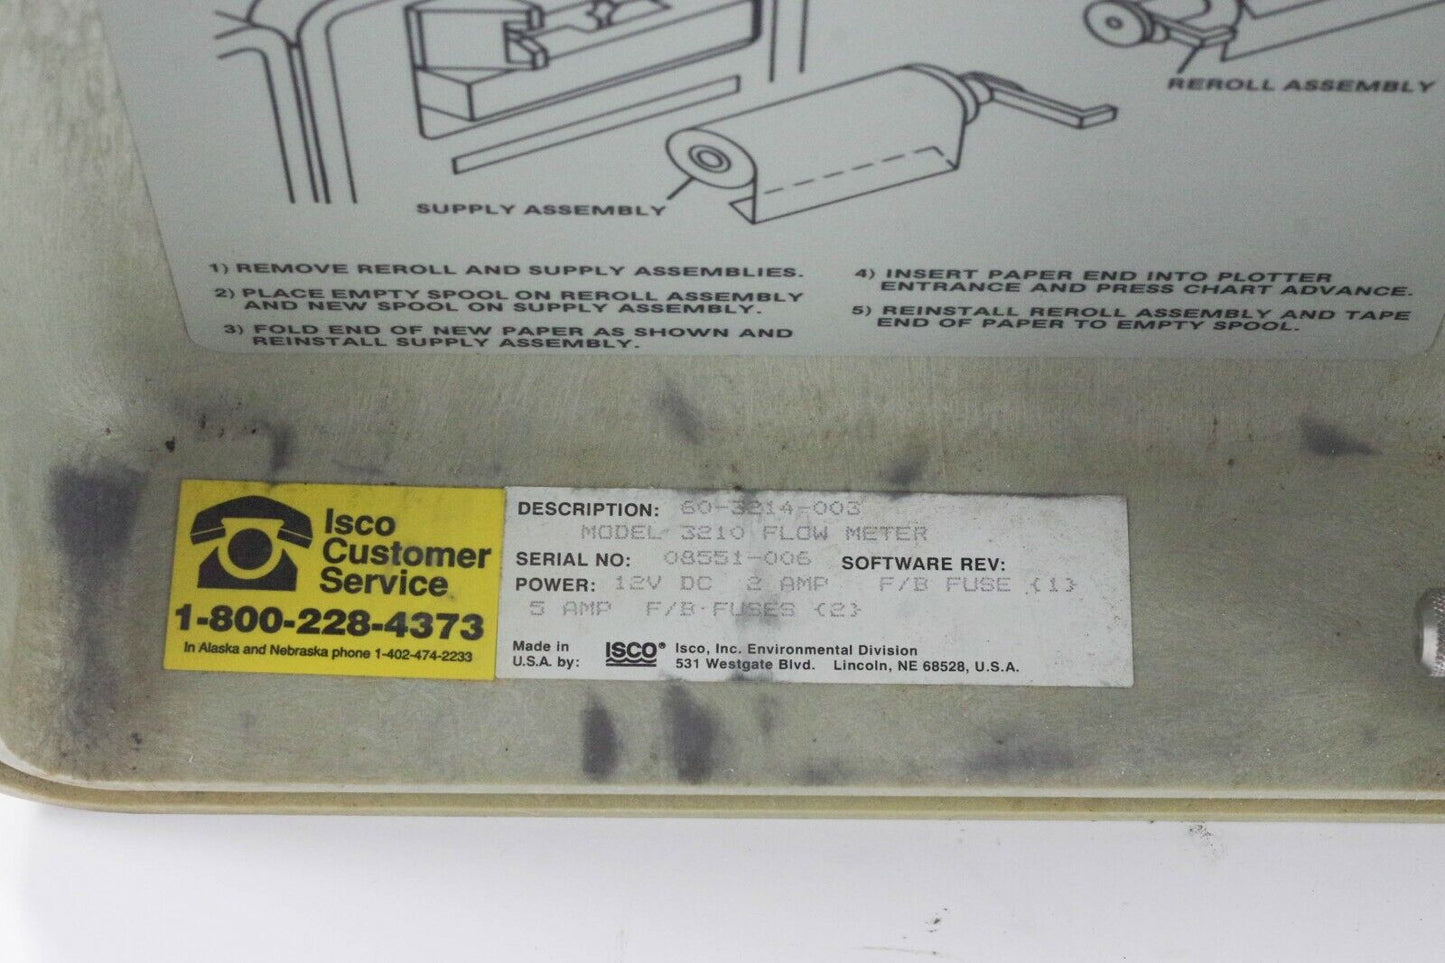 REROLL ASSEMBLY
SUPPLY ASSEMBLY
1) REMOVE REROLL AND SUPPLY ASSEMBLIES.
2) PLACE EMPTY SPOOL ON REROLL ASSEMBLY
AND NEW SPOOL ON SUPPLY ASSEMBLY.
3) FOLD END OF NEW PAPER AS SHOWN AND
REINSTALL SUPPLY ASSEMBLY.
4) INSERT PAPER END INTO PLOTTER
ENTRANCE AND PRESS CHART ADVANCE.
5) REINSTALL REROLL ASSEMBLY AND TAPE
END OF PAPER TO EMPTY SPOOL.
Isco
Customer
Service
1-800-228-4373
In Alaska and Nebraska phone 1-402-474-2233
DESCRIPTION: 60-3214-003
MODEL 3210 FLOW METER
SERIAL NO: 08551-006 SOFTWARE REV:
POWER: 12V DC 2 AMP F/B FUSE {1}
5 AMP F/B FUSES {2}
Made in
U.S.A. by:
ISCO®
Isco, Inc. Environmental Division
531 Westgate Blvd. Lincoln, NE 68528, U.S.A.